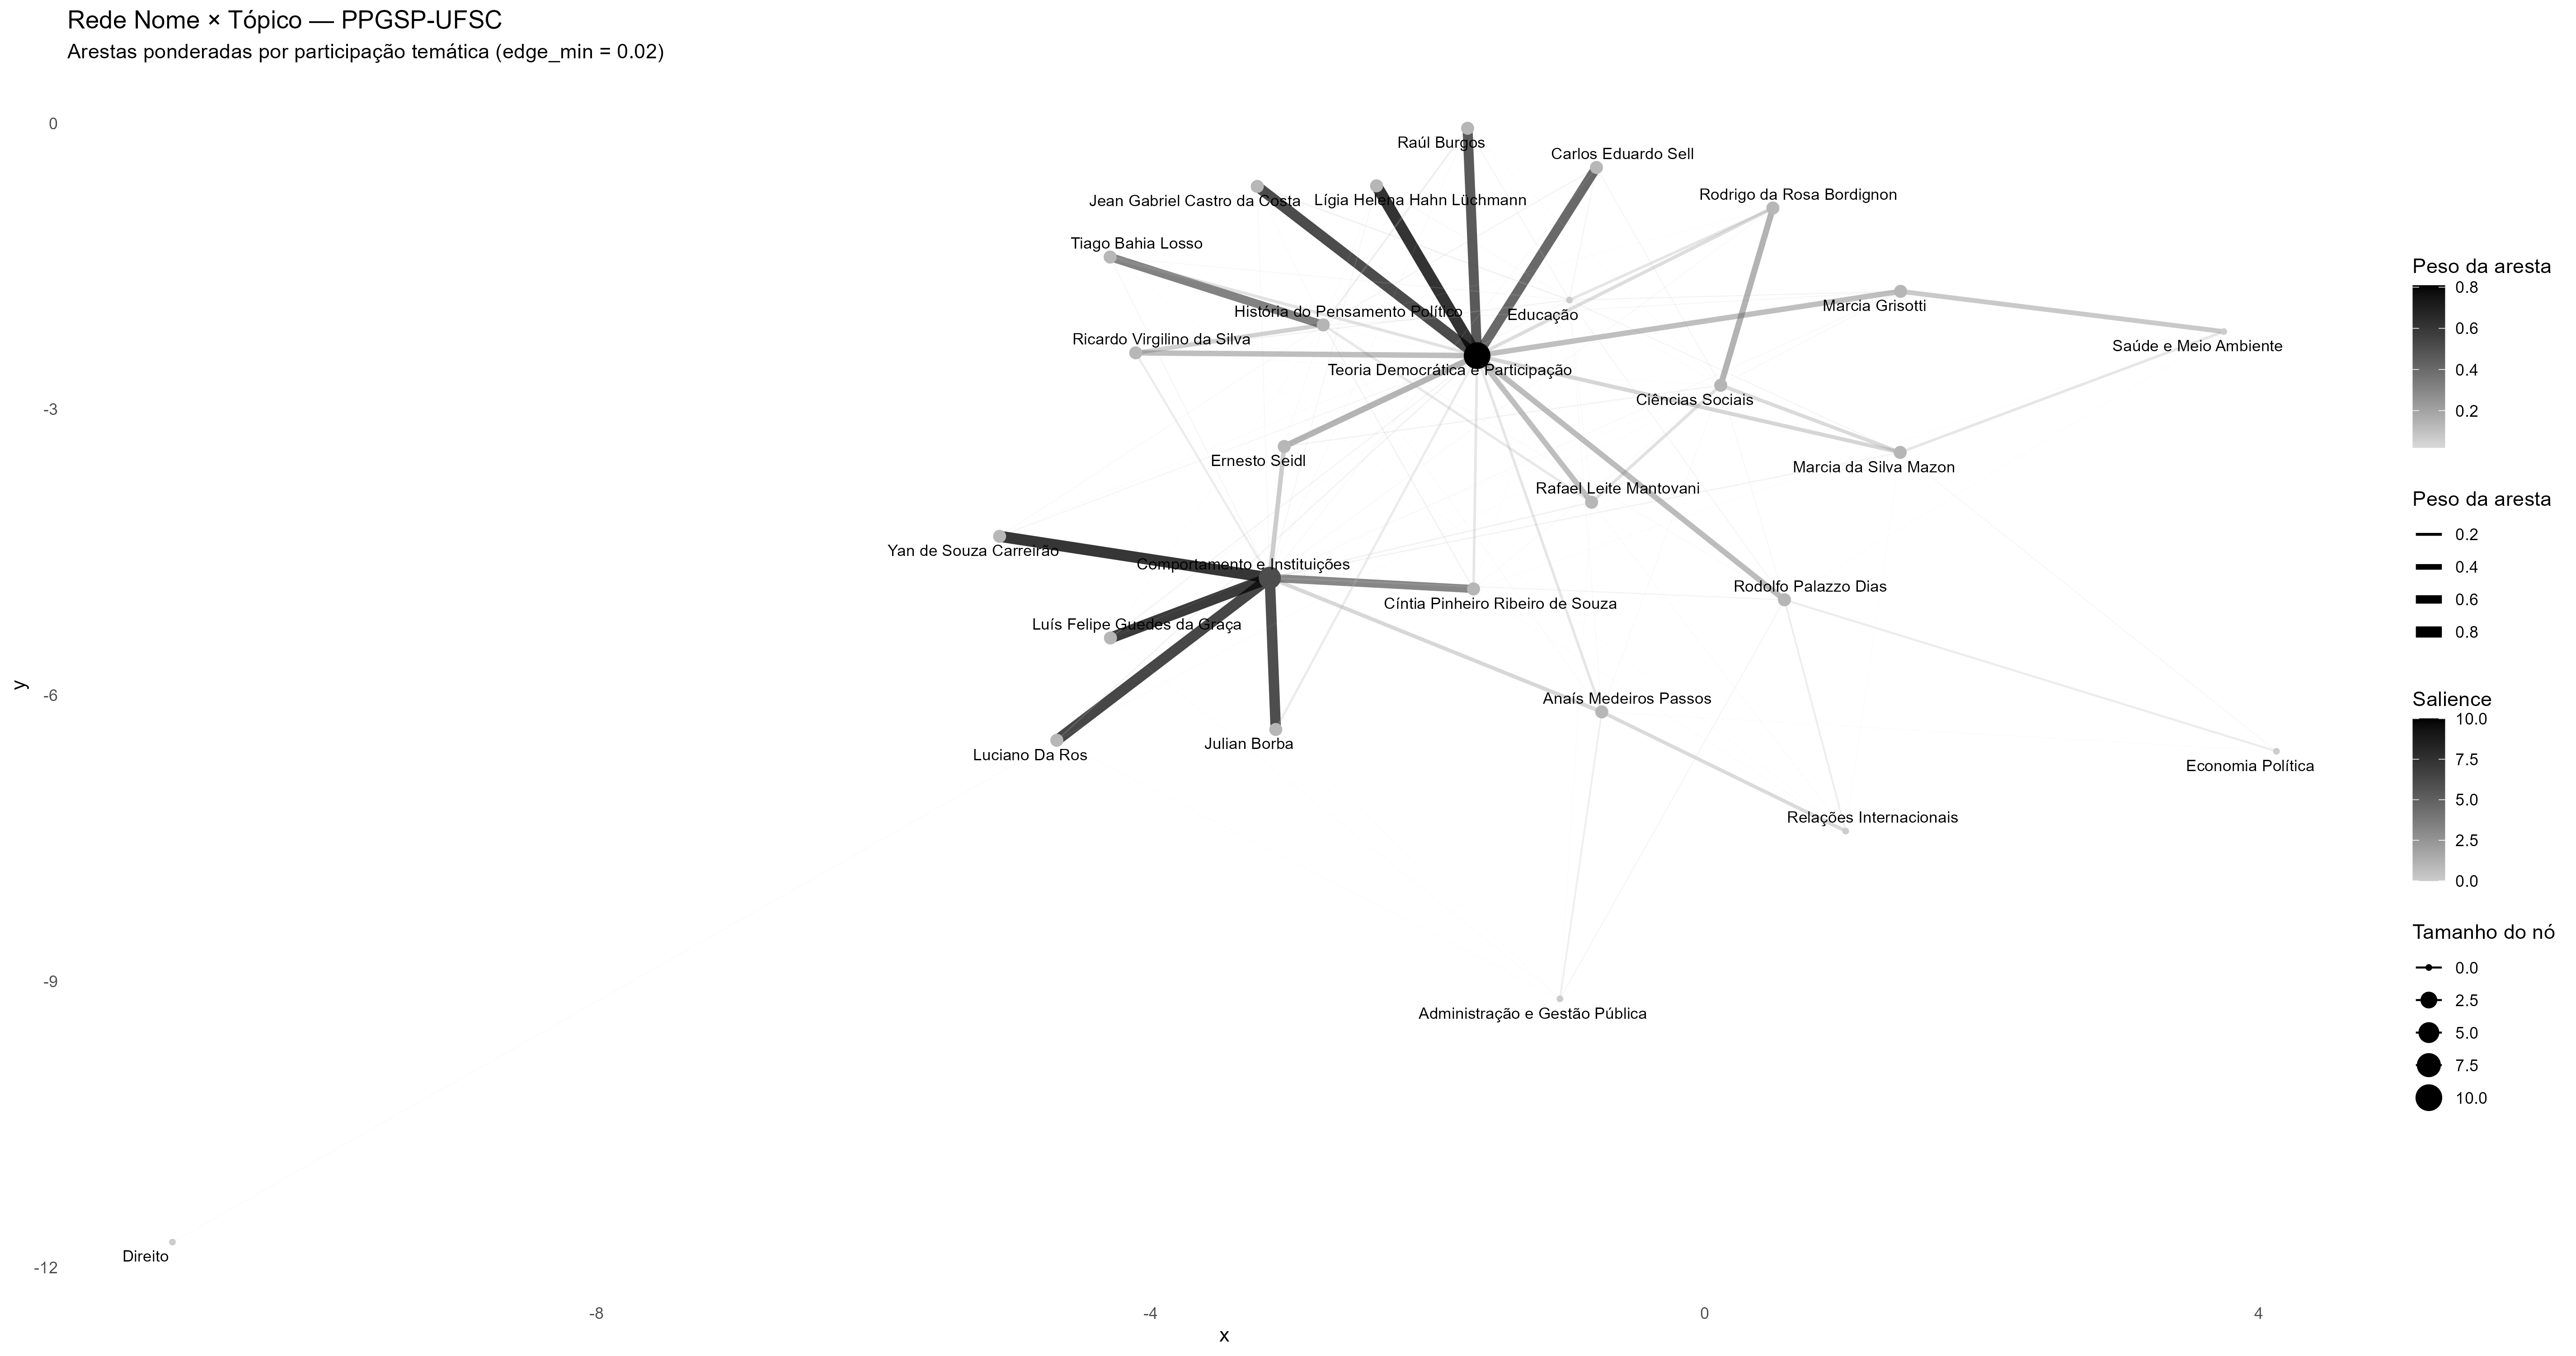 Rede Nome × Tópico — PPGSP-UFSC
Arestas ponderadas por participação temática (edge_min = 0.02)
0
-3
-6
-9
-12
y
-8
-4
0
4
x
Raúl Burgos
Carlos Eduardo Sell
Jean Gabriel Castro da Costa
Lígia Helena Hahn Lüchmann
Rodrigo da Rosa Bordignon
Tiago Bahia Losso
História do Pensamento Político
Educação
Marcia Grisotti
Ricardo Virgilino da Silva
Saúde e Meio Ambiente
Teoria Democrática e Participação
Ciências Sociais
Ernesto Seidl
Marcia da Silva Mazon
Rafael Leite Mantovani
Yan de Souza Carreirão
Comportamento e Instituições
Rodolfo Palazzo Dias
Cíntia Pinheiro Ribeiro de Souza
Luís Felipe Guedes da Graça
Anaís Medeiros Passos
Julian Borba
Luciano Da Ros
Economia Política
Relações Internacionais
Administração e Gestão Pública
Direito
Peso da aresta
0.8
0.6
0.4
0.2
Peso da aresta
0.2
0.4
0.6
0.8
Salience
10.0
7.5
5.0
2.5
0.0
Tamanho do nó
0.0
2.5
5.0
7.5
10.0